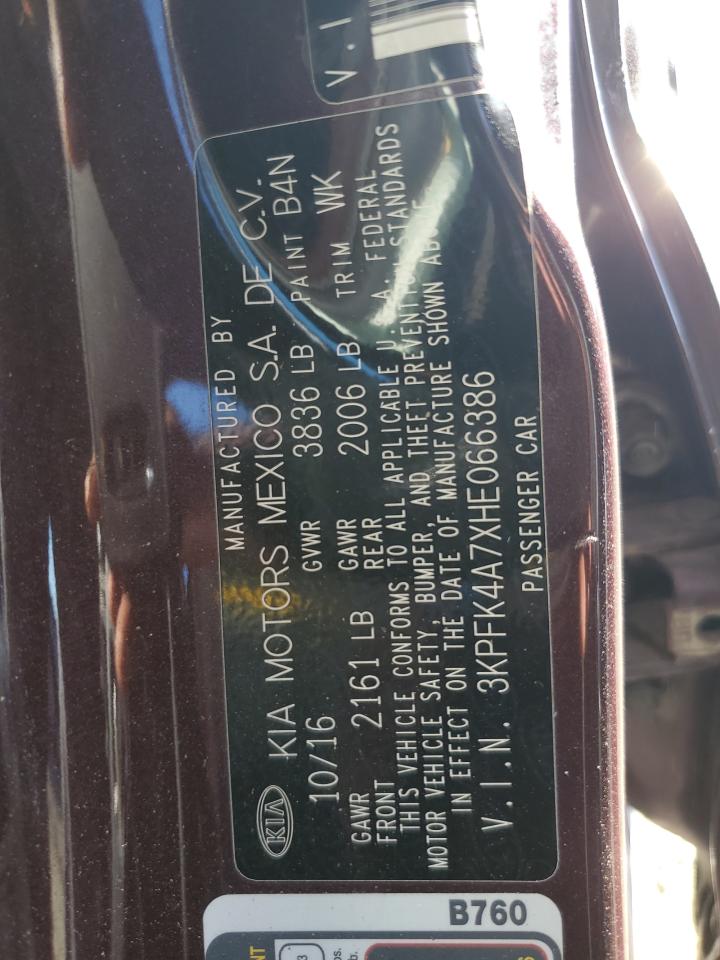 V.I
MANUFACTURED BY
KIA KIA MOTORS MEXICO S.A. DE C.V.
10/16 GVWR 3836 LB PAINT B4N
GAWR FRONT 2161 LB GAWR REAR 2006 LB TRIM WK
THIS VEHICLE CONFORMS TO ALL APPLICABLE U. A. FEDERAL
MOTOR VEHICLE SAFETY, BUMPER, AND THEFT PREVENTION STANDARDS
IN EFFECT ON THE DATE OF MANUFACTURE SHOWN ABOVE.
V.I.N. 3KPFK4A7XHE066386
PASSENGER CAR
B760